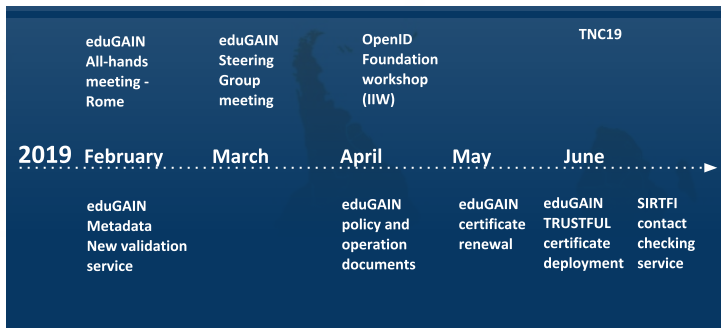 eduGAIN
All-hands
meeting -
Rome
eduGAIN
Steering
Group
meeting
OpenID
Foundation
workshop
(IIW)
TNC19
2019 February March April May June
eduGAIN
Metadata
New validation
service
eduGAIN
policy and
operation
documents
eduGAIN
certificate
renewal
eduGAIN
TRUSTFUL
certificate
deployment
SIRTFI
contact
checking
service